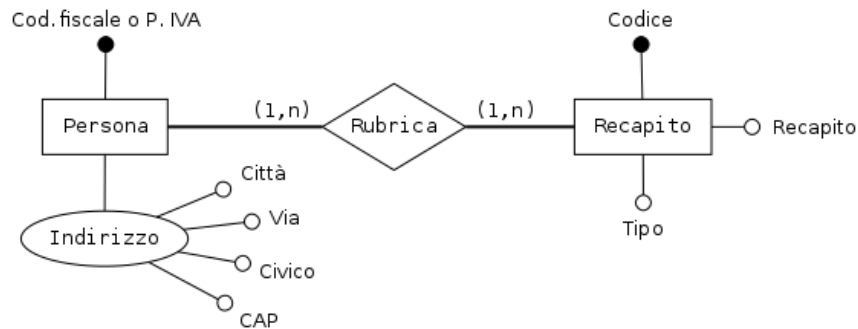 Cod. fiscale o P. IVA
Codice
(1,n)
(1,n)
Persona
Rubrica
Recapito
Recapito
Città
Via
Tipo
Indirizzo
Civico
CAP